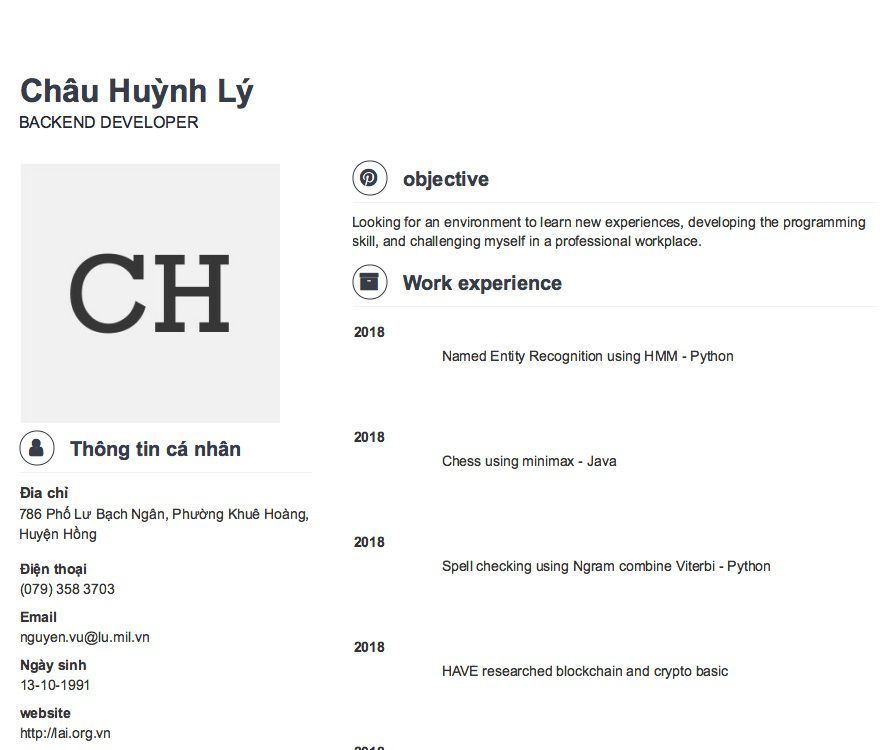 Châu Huỳnh Lý
BACKEND DEVELOPER
CH
Thông tin cá nhân
Đia chỉ
786 Phố Lư Bạch Ngân, Phường Khuê Hoàng,
Huyện Hồng
Điện thoại
(079) 358 3703
Email
nguyen.vu@lu.mil.vn
Ngày sinh
13-10-1991
website
http://lai.org.vn
objective
Looking for an environment to learn new experiences, developing the programming
skill, and challenging myself in a professional workplace.
Work experience
2018
Named Entity Recognition using HMM - Python
2018
Chess using minimax - Java
2018
Spell checking using Ngram combine Viterbi - Python
2018
HAVE researched blockchain and crypto basic